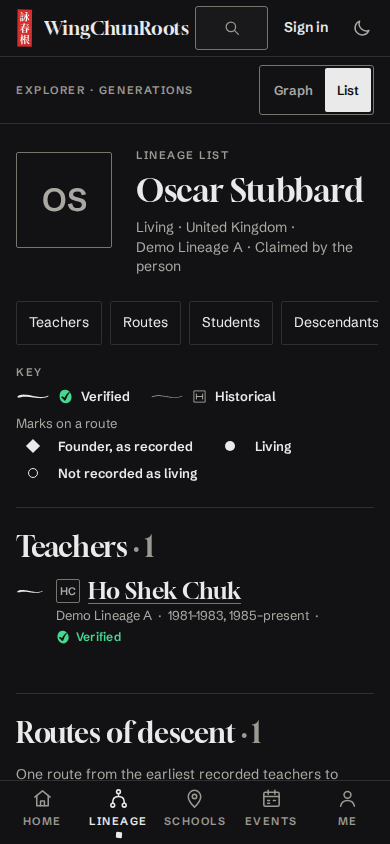 詠春根
WingChunRoots
Sign in
EXPLORER · GENERATIONS
Graph
List
LINEAGE LIST
OS
Oscar Stubbard
Living · United Kingdom ·
Demo Lineage A · Claimed by the
person
Teachers
Routes
Students
Descendants
KEY
Verified
Historical
Marks on a route
Founder, as recorded
Living
Not recorded as living
Teachers · 1
HC
Ho Shek Chuk
Demo Lineage A · 1981–1983, 1985–present ·
Verified
Routes of descent · 1
One route from the earliest recorded teachers to
HOME
LINEAGE
SCHOOLS
EVENTS
ME